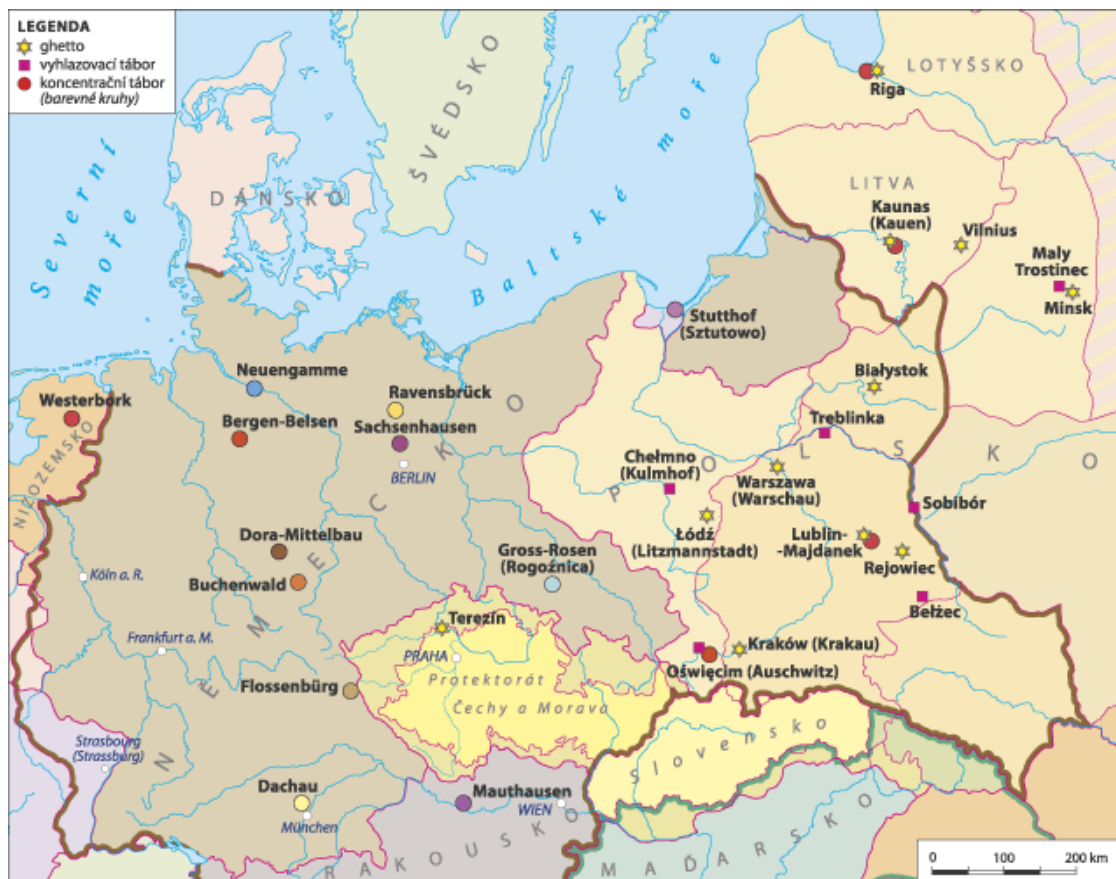 LEGENDA
ghetto
vyhlazovací tábor
koncentrační tábor
(barevné kruhy)
Severní
moře
DÁNSKO
ŠVÉDSKO
Baltské moře
LOTYŠSKO
Riga
LITVA
Kaunas
(Kauen)
Vilnius
Maly
Trostinec
Minsk
Stutthof
(Sztutowo)
Neuengamme
Ravensbrück
Westerbork
Bergen-Belsen
Sachsenhausen
BERLIN
NIZOZEMSKO
NĚMECKO
POLSKO
Białystok
Treblinka
Chełmno
(Kulmhof)
Warszawa
(Warschau)
Sobibór
Łódź
(Litzmannstadt)
Lublin-
-Majdanek
Rejowiec
Dora-Mittelbau
Gross-Rosen
(Rogoźnica)
Köln a. R.
Buchenwald
Bełżec
Terezín
Frankfurt a. M.
PRAHA
Kraków (Krakau)
Oświęcim (Auschwitz)
Protektorát
Čechy a Morava
Flossenbürg
Slovensko
Strasbourg
(Strassburg)
Dachau
Mauthausen
WIEN
München
RAKOUSKO
MAĎARSKO
0 100 200 km